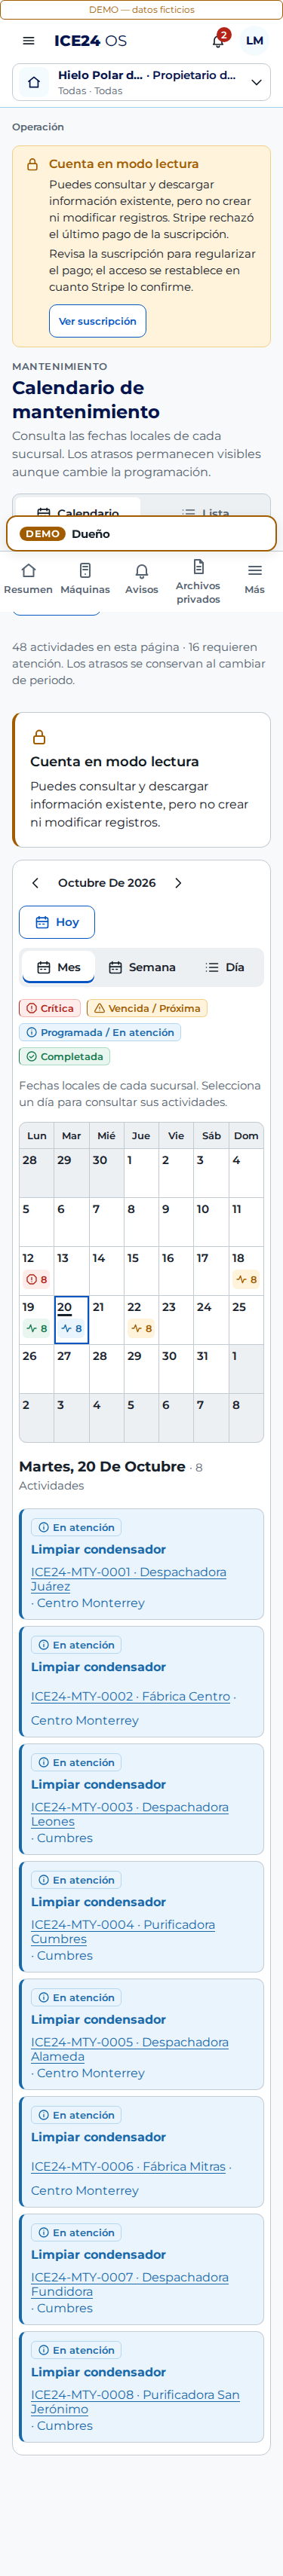 DEMO — datos ficticios
ICE24 OS
2
LM
Hielo Polar d... · Propietario d...
Todas · Todas
Operación
Cuenta en modo lectura
Puedes consultar y descargar
información existente, pero no crear
ni modificar registros. Stripe rechazó
el último pago de la suscripción.
Revisa la suscripción para regularizar
el pago; el acceso se restablece en
cuanto Stripe lo confirme.
Ver suscripción
MANTENIMIENTO
Calendario de
mantenimiento
Consulta las fechas locales de cada
sucursal. Los atrasos permanecen visibles
aunque cambie la programación.
Calendario
Lista
DEMO Dueño
Resumen
Máquinas
Avisos
Archivos
privados
Más
48 actividades en esta página · 16 requieren
atención. Los atrasos se conservan al cambiar
de periodo.
Cuenta en modo lectura
Puedes consultar y descargar
información existente, pero no crear
ni modificar registros.
Octubre De 2026
Hoy
Mes
Semana
Día
Crítica
Vencida / Próxima
Programada / En atención
Completada
Fechas locales de cada sucursal. Selecciona
un día para consultar sus actividades.
Lun Mar Mié Jue Vie Sáb Dom
28 29 30 1 2 3 4
5 6 7 8 9 10 11
12 13 14 15 16 17 18
8 8
19 20 21 22 23 24 25
8 8 8
26 27 28 29 30 31 1
2 3 4 5 6 7 8
Martes, 20 De Octubre · 8
Actividades
En atención
Limpiar condensador
ICE24-MTY-0001 · Despachadora
Juárez
· Centro Monterrey
En atención
Limpiar condensador
ICE24-MTY-0002 · Fábrica Centro ·
Centro Monterrey
En atención
Limpiar condensador
ICE24-MTY-0003 · Despachadora
Leones
· Cumbres
En atención
Limpiar condensador
ICE24-MTY-0004 · Purificadora
Cumbres
· Cumbres
En atención
Limpiar condensador
ICE24-MTY-0005 · Despachadora
Alameda
· Centro Monterrey
En atención
Limpiar condensador
ICE24-MTY-0006 · Fábrica Mitras ·
Centro Monterrey
En atención
Limpiar condensador
ICE24-MTY-0007 · Despachadora
Fundidora
· Cumbres
En atención
Limpiar condensador
ICE24-MTY-0008 · Purificadora San
Jerónimo
· Cumbres